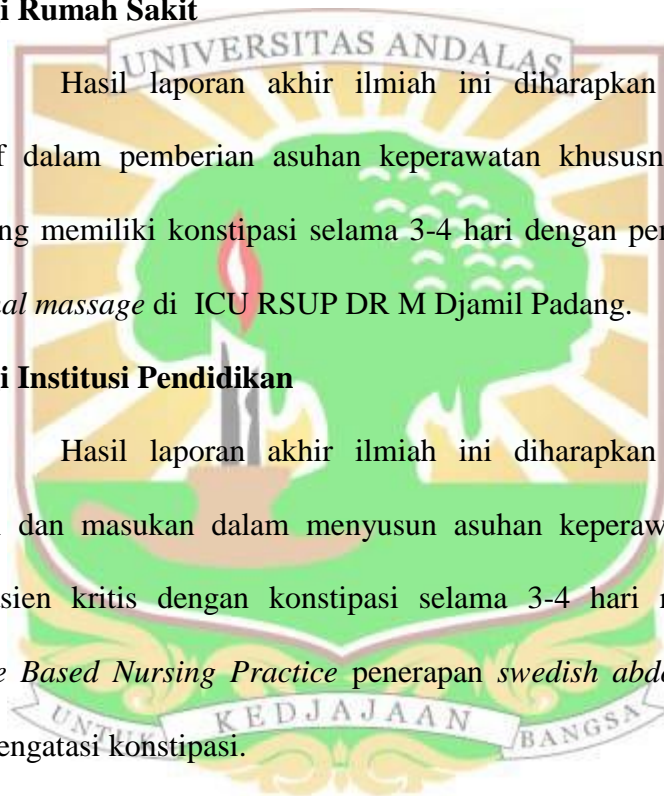 i Rumah Sakit
UNIVERSITAS ANDALAS
Hasil laporan akhir ilmiah ini diharapkan
f dalam pemberian asuhan keperawatan khususn
ng memiliki konstipasi selama 3-4 hari dengan per
nal massage di ICU RSUP DR M Djamil Padang.
i Institusi Pendidikan
Hasil laporan akhir ilmiah ini diharapkan
dan masukan dalam menyusun asuhan keperaw
sien kritis dengan konstipasi selama 3-4 hari
e Based Nursing Practice penerapan swedish abd
UNTUK KEDJAJAAN BANGSA
engatasi konstipasi.